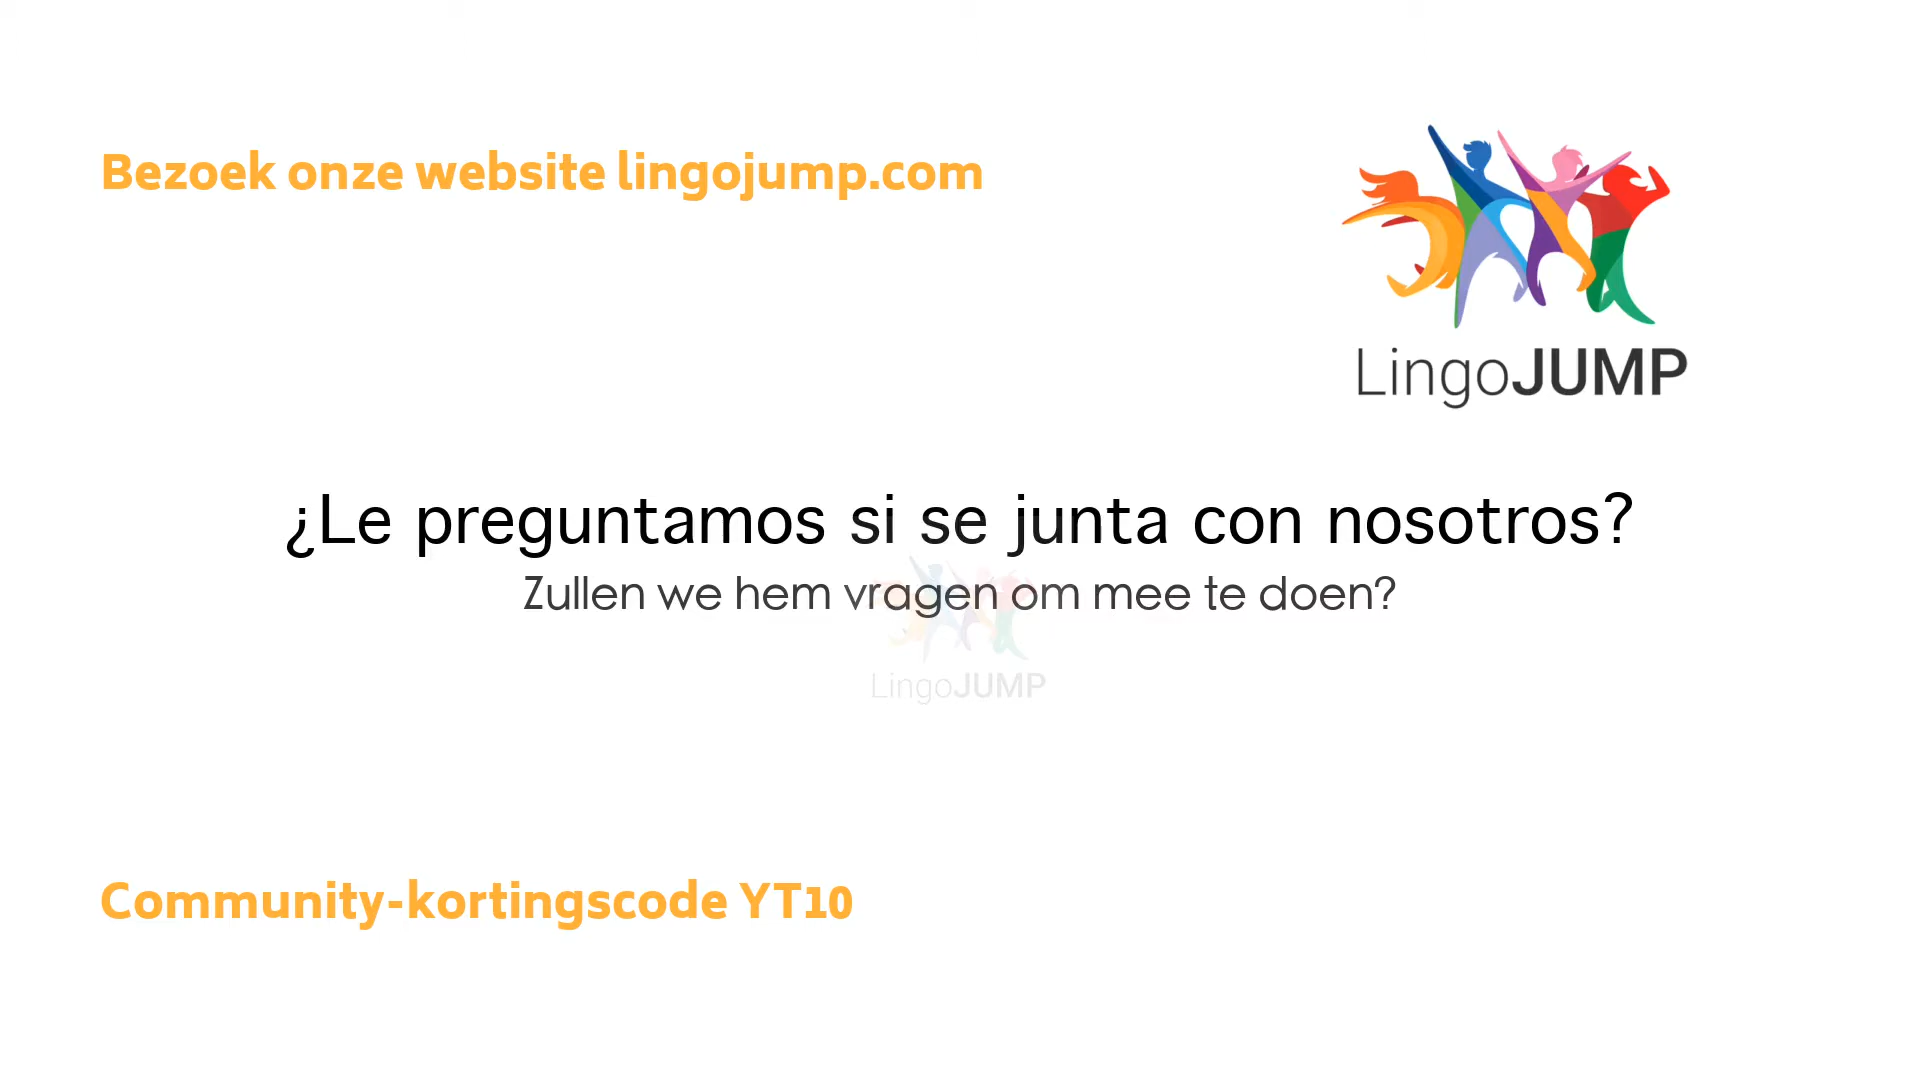 Bezoek onze website lingojump.com
LingoJUMP
¿Le preguntamos si se junta con nosotros?
Zullen we hem vragen om mee te doen?
LingoJUMP
Community-kortingscode YT10